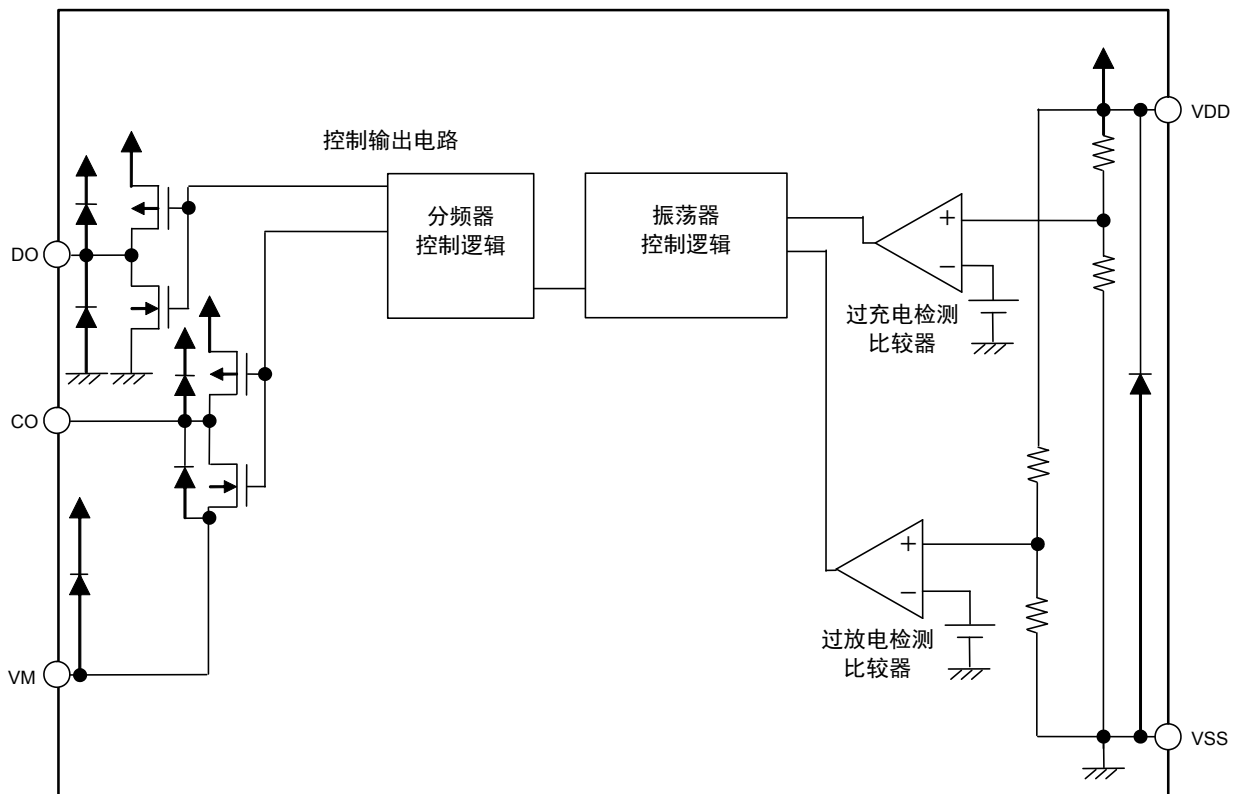 VDD
控制输出电路
分频器
控制逻辑
振荡器
控制逻辑
+
−
DO
过充电检测
比较器
CO
+
−
过放电检测
比较器
VM
VSS